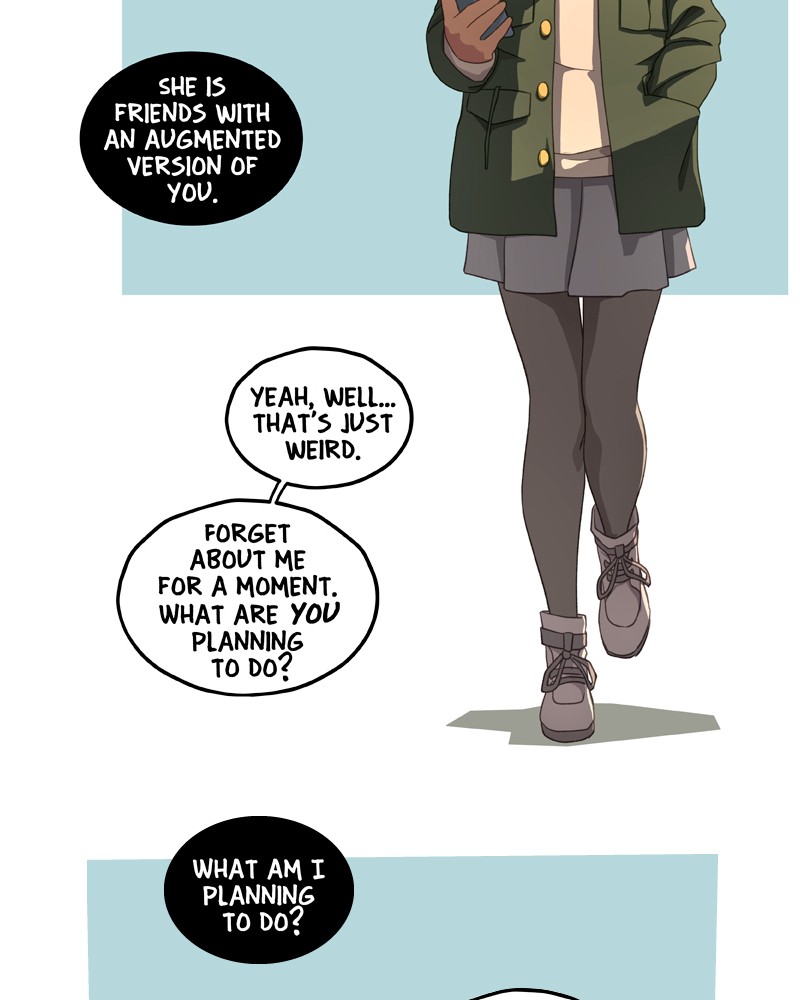 SHE IS
FRIENDS WITH
AN AUGMENTED
VERSION OF
YOU.
YEAH, WELL...
THAT'S JUST
WEIRD.
FORGET
ABOUT ME
FOR A MOMENT.
WHAT ARE YOU
PLANNING
TO DO?
WHAT AM I
PLANNING
TO DO?